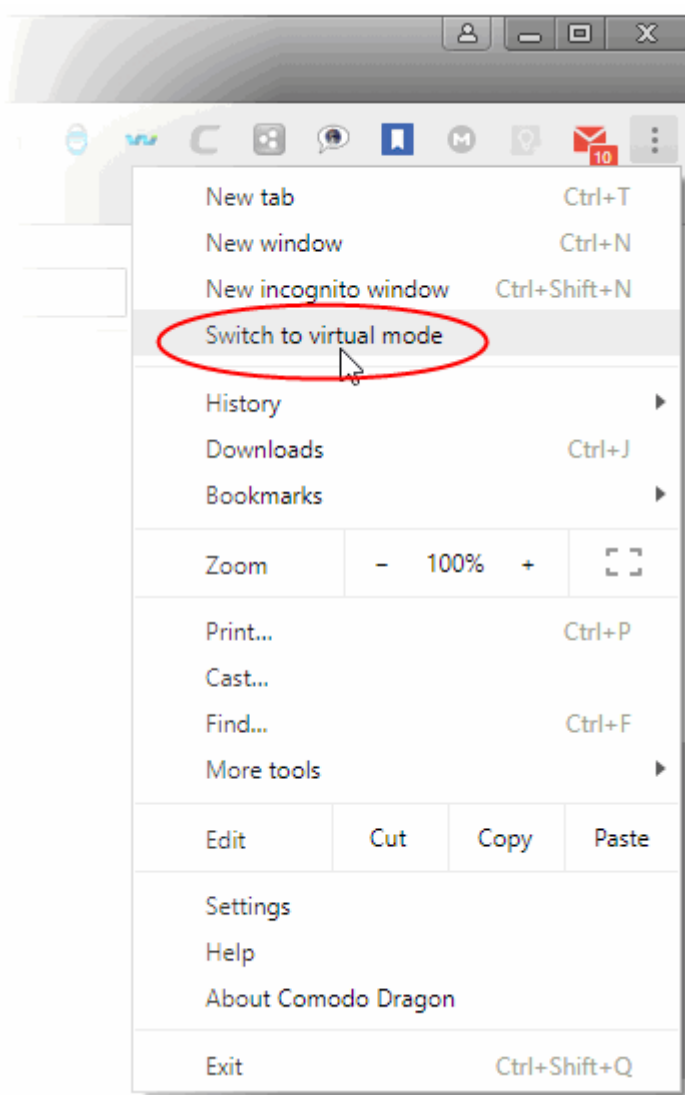 10
New tab Ctrl+T
New window Ctrl+N
New incognito window Ctrl+Shift+N
Switch to virtual mode
History
Downloads Ctrl+J
Bookmarks
Zoom − 100% +
Print... Ctrl+P
Cast...
Find... Ctrl+F
More tools
Edit Cut Copy Paste
Settings
Help
About Comodo Dragon
Exit Ctrl+Shift+Q